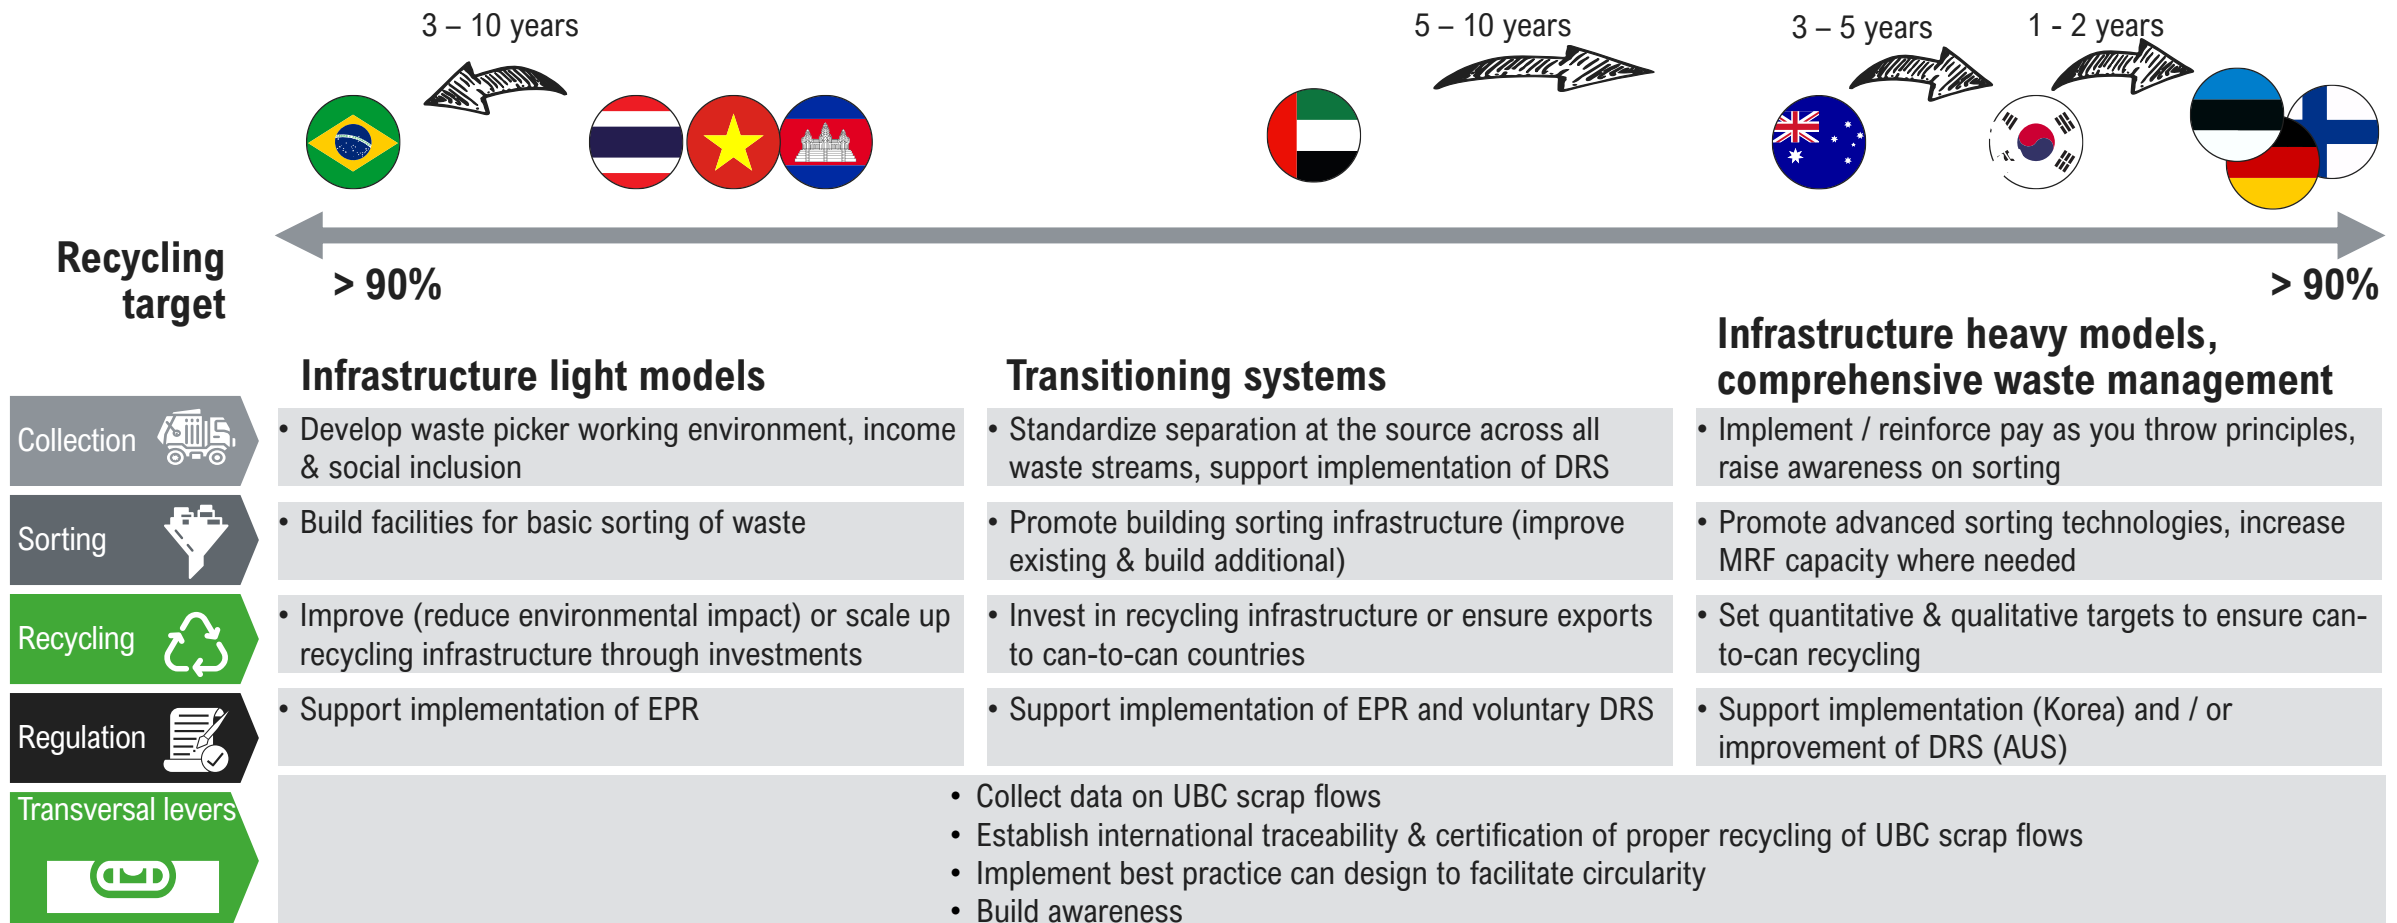 3 – 10 years
5 – 10 years
3 – 5 years
1 - 2 years
Recycling
target
> 90%
> 90%
Infrastructure light models
Transitioning systems
Infrastructure heavy models,
comprehensive waste management
Collection
• Develop waste picker working environment, income
& social inclusion
• Standardize separation at the source across all
waste streams, support implementation of DRS
• Implement / reinforce pay as you throw principles,
raise awareness on sorting
Sorting
• Build facilities for basic sorting of waste
• Promote building sorting infrastructure (improve
existing & build additional)
• Promote advanced sorting technologies, increase
MRF capacity where needed
Recycling
• Improve (reduce environmental impact) or scale up
recycling infrastructure through investments
• Invest in recycling infrastructure or ensure exports
to can-to-can countries
• Set quantitative & qualitative targets to ensure can-
to-can recycling
Regulation
• Support implementation of EPR
• Support implementation of EPR and voluntary DRS
• Support implementation (Korea) and / or
improvement of DRS (AUS)
Transversal levers
• Collect data on UBC scrap flows
• Establish international traceability & certification of proper recycling of UBC scrap flows
• Implement best practice can design to facilitate circularity
• Build awareness